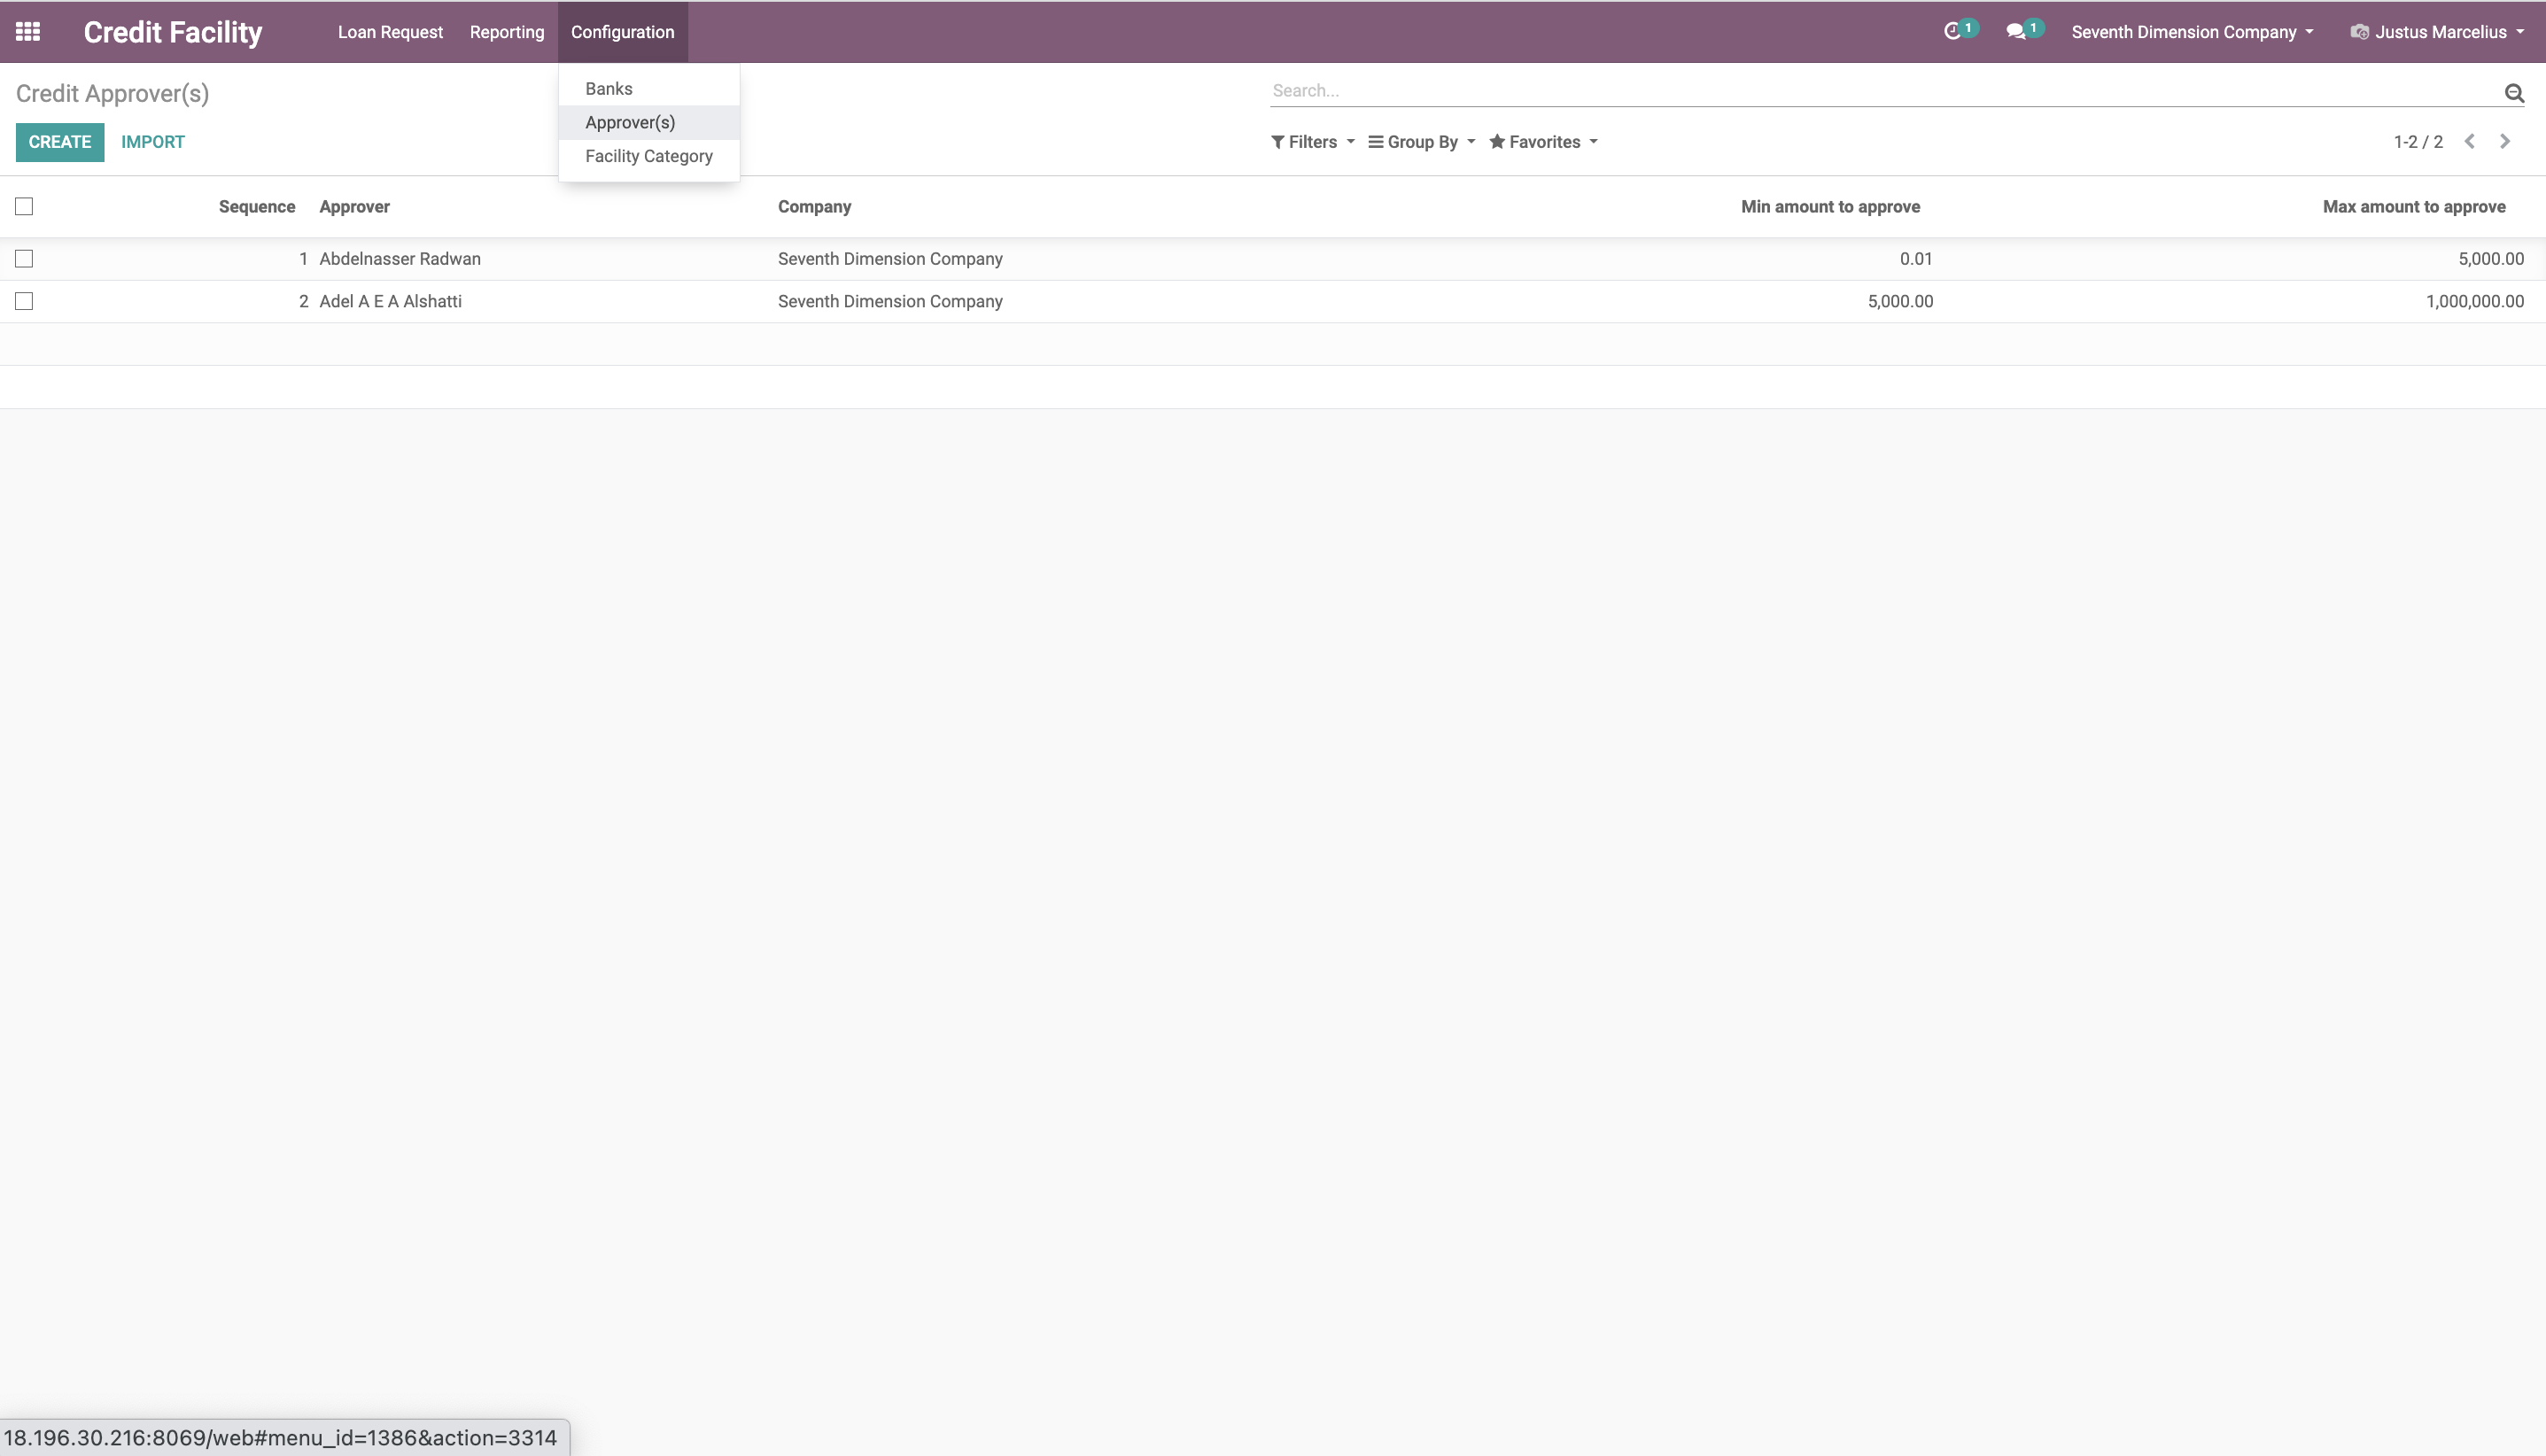 Credit Facility Loan Request Reporting Configuration 1 1 Seventh Dimension Company Justus Marcelius
Banks
Approver(s)
Facility Category
Credit Approver(s)
Search...
CREATE IMPORT
Filters Group By Favorites 1-2 / 2
Sequence Approver Company Min amount to approve Max amount to approve
1 Abdelnasser Radwan Seventh Dimension Company 0.01 5,000.00
2 Adel A E A Alshatti Seventh Dimension Company 5,000.00 1,000,000.00
18.196.30.216:8069/web#menu_id=1386&action=3314